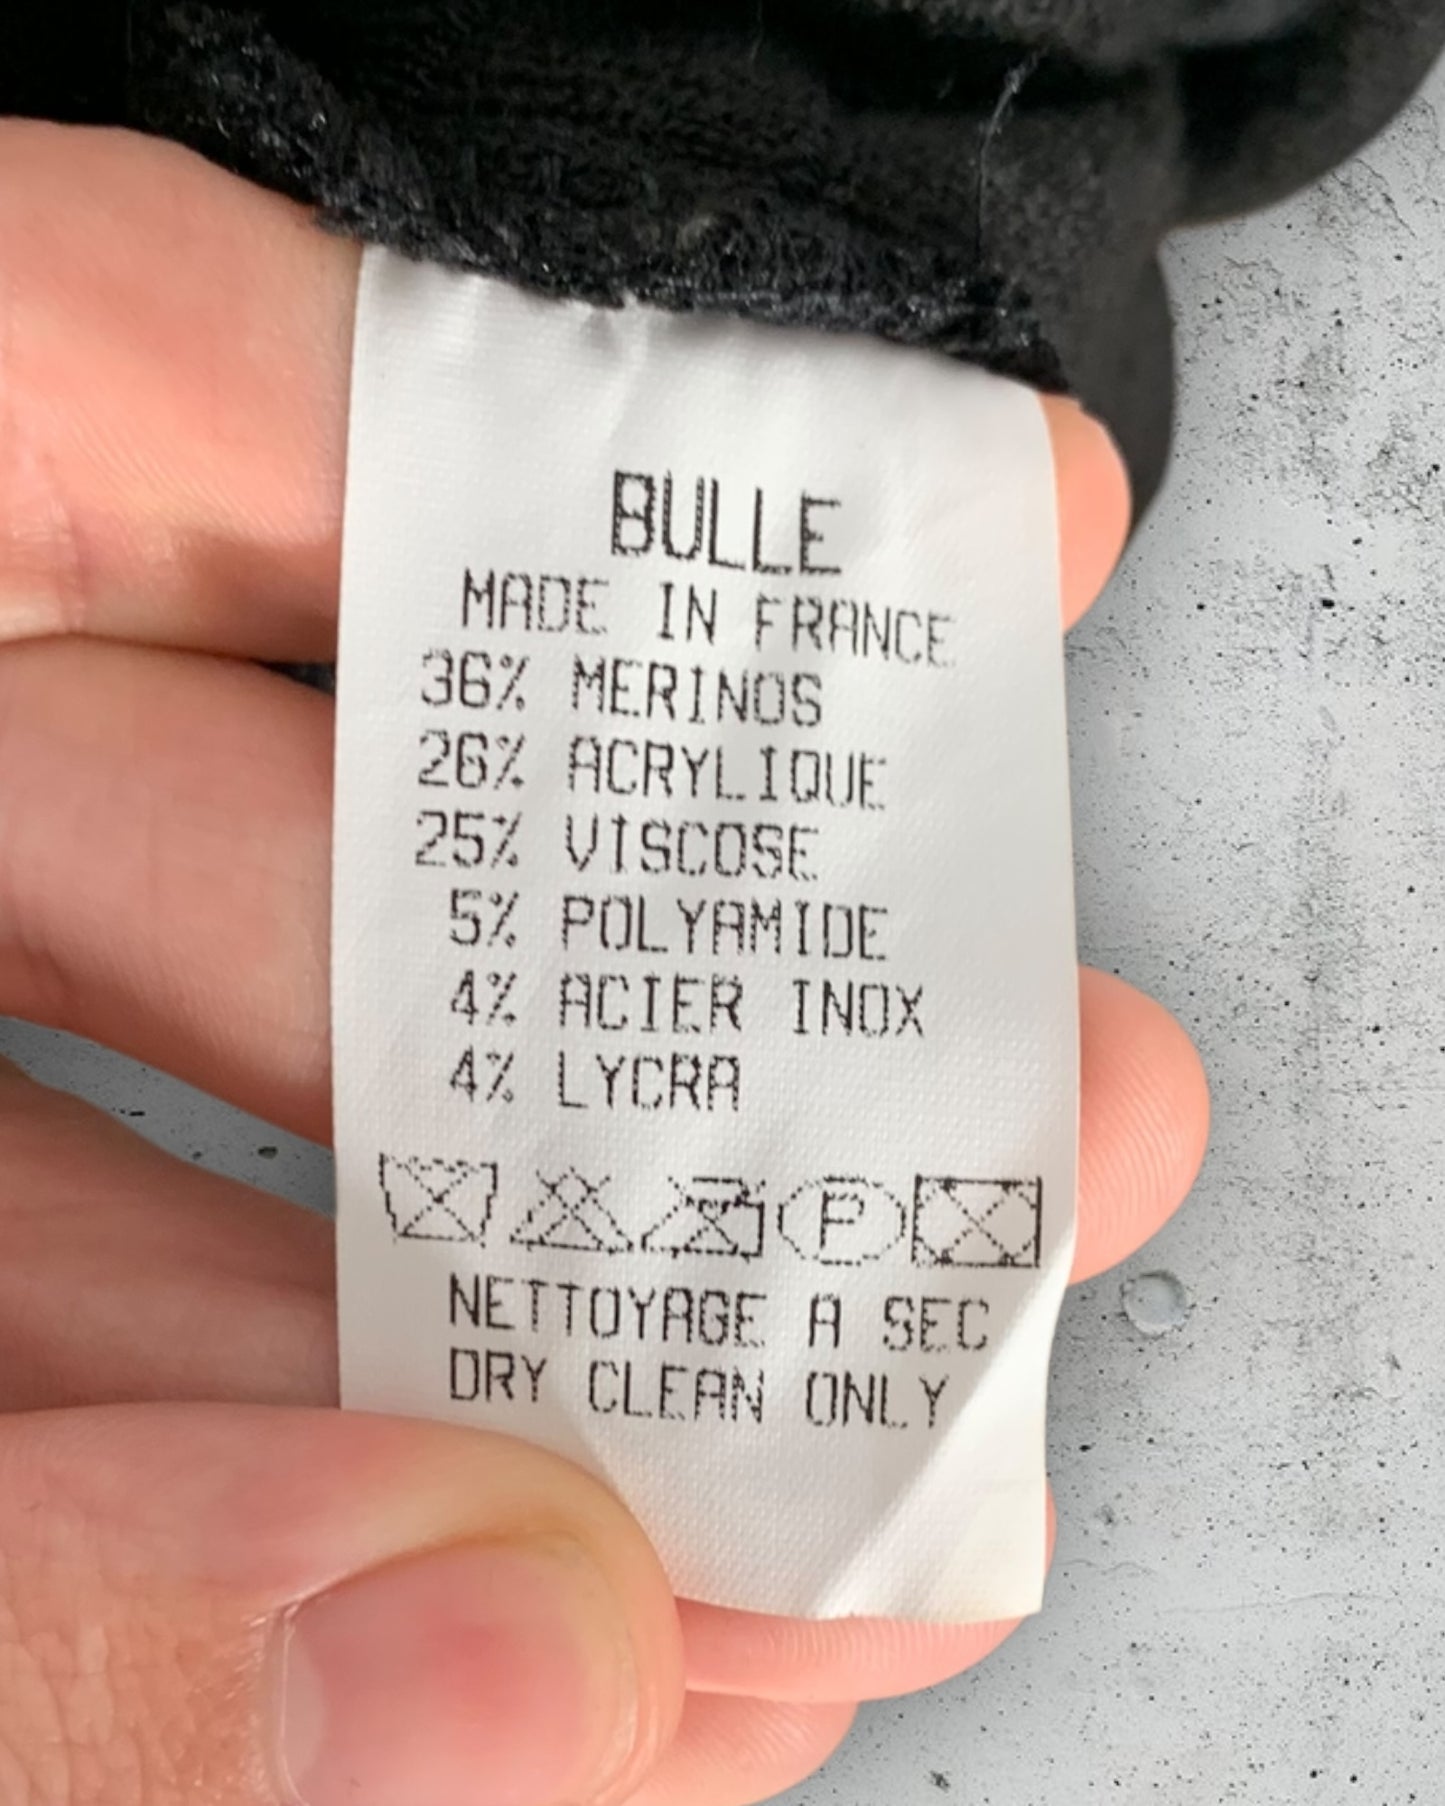 BULLE
MADE IN FRANCE
36% MERINOS
26% ACRYLIQUE
25% VISCOSE
5% POLYAMIDE
4% ACIER INOX
4% LYCRA
P
NETTOYAGE A SEC
DRY CLEAN ONLY